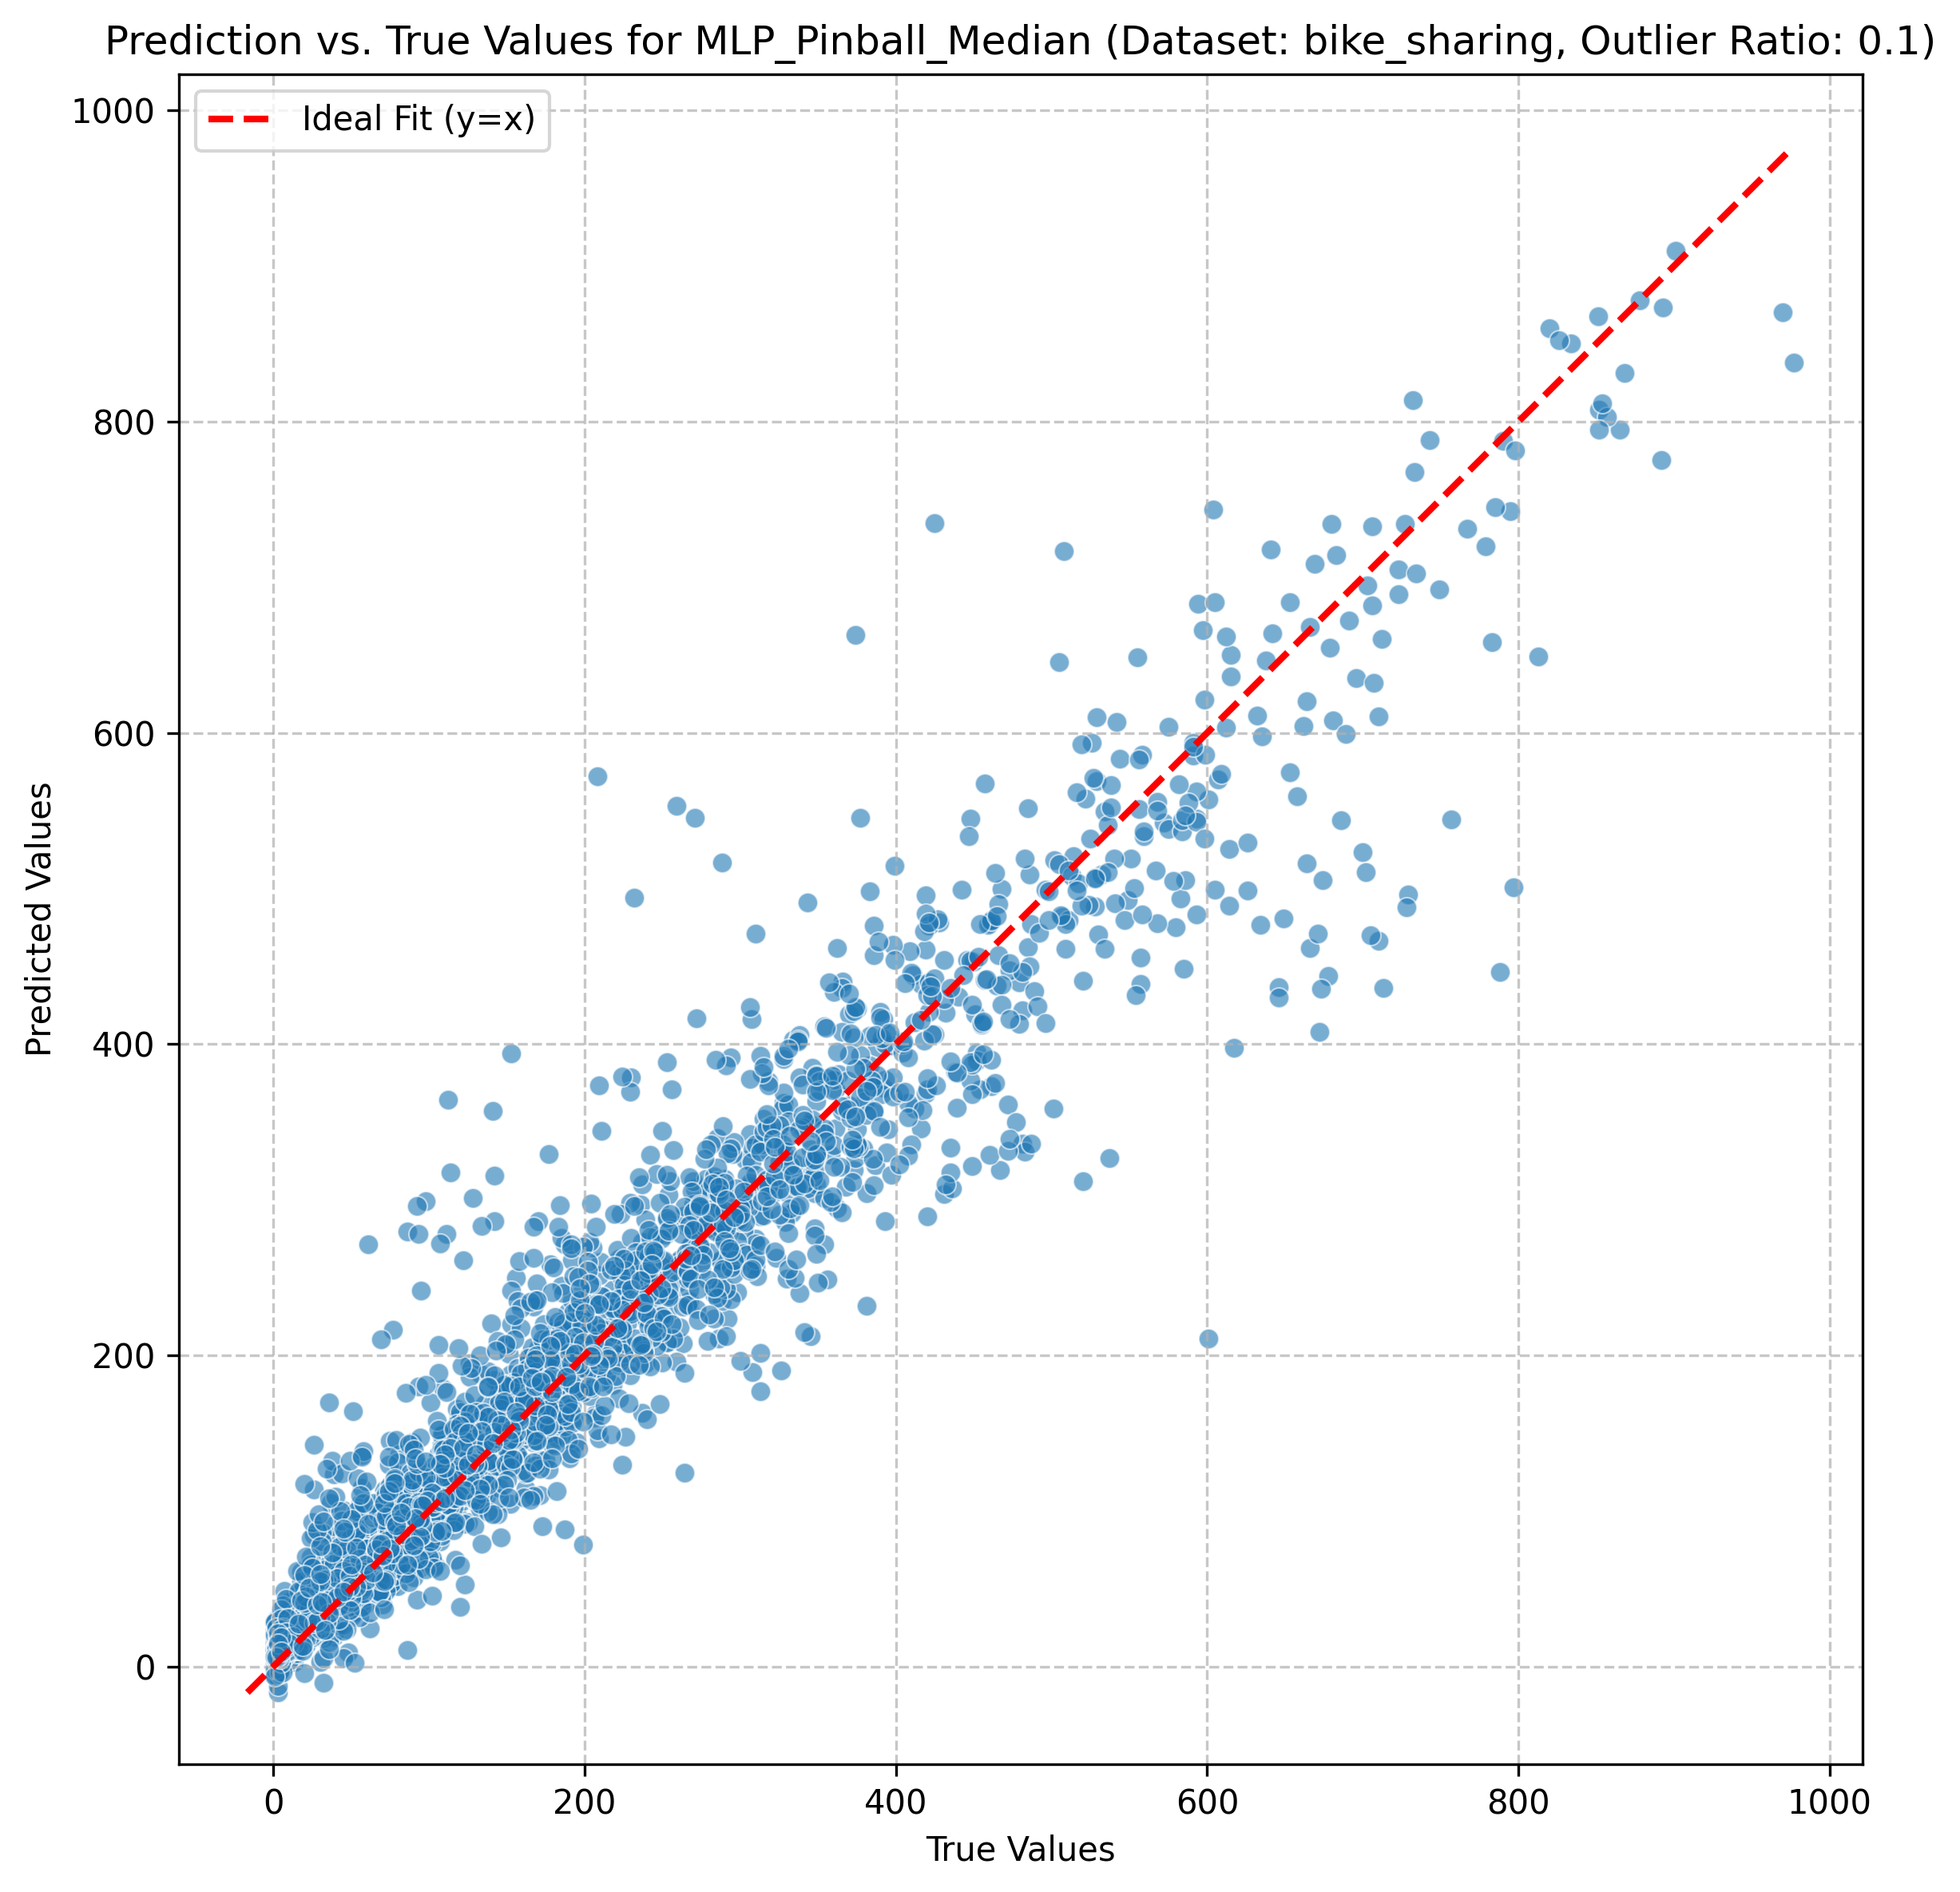 Prediction vs. True Values for MLP_Pinball_Median (Dataset: bike_sharing, Outlier Ratio: 0.1)
Ideal Fit (y=x)
Predicted Values
1000
800
600
400
200
0
0 200 400 600 800 1000
True Values